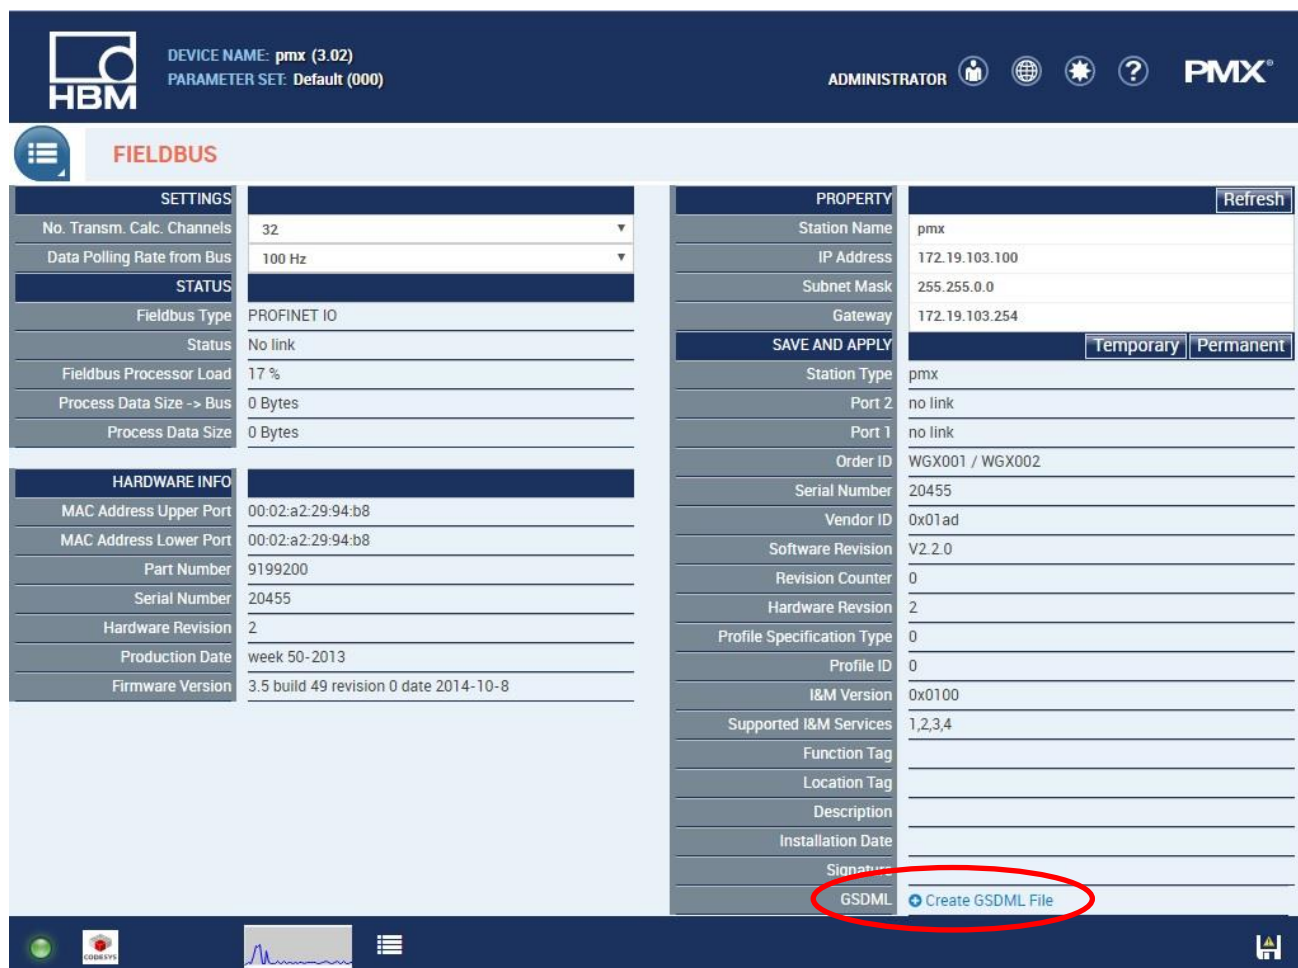 HBM
DEVICE NAME: pmx (3.02)
PARAMETER SET: Default (000)
ADMINISTRATOR
PMX®
FIELDBUS
SETTINGS
No. Transm. Calc. Channels 32
Data Polling Rate from Bus 100 Hz
STATUS
Fieldbus Type PROFINET IO
Status No link
Fieldbus Processor Load 17 %
Process Data Size -> Bus 0 Bytes
Process Data Size 0 Bytes
HARDWARE INFO
MAC Address Upper Port 00:02:a2:29:94:b8
MAC Address Lower Port 00:02:a2:29:94:b8
Part Number 9199200
Serial Number 20455
Hardware Revision 2
Production Date week 50-2013
Firmware Version 3.5 build 49 revision 0 date 2014-10-8
PROPERTY Refresh
Station Name pmx
IP Address 172.19.103.100
Subnet Mask 255.255.0.0
Gateway 172.19.103.254
SAVE AND APPLY Temporary Permanent
Station Type pmx
Port 2 no link
Port 1 no link
Order ID WGX001 / WGX002
Serial Number 20455
Vendor ID 0x01ad
Software Revision V2.2.0
Revision Counter 0
Hardware Revsion 2
Profile Specification Type 0
Profile ID 0
I&M Version 0x0100
Supported I&M Services 1,2,3,4
Function Tag
Location Tag
Description
Installation Date
Signature
GSDML Create GSDML File
CODESYS